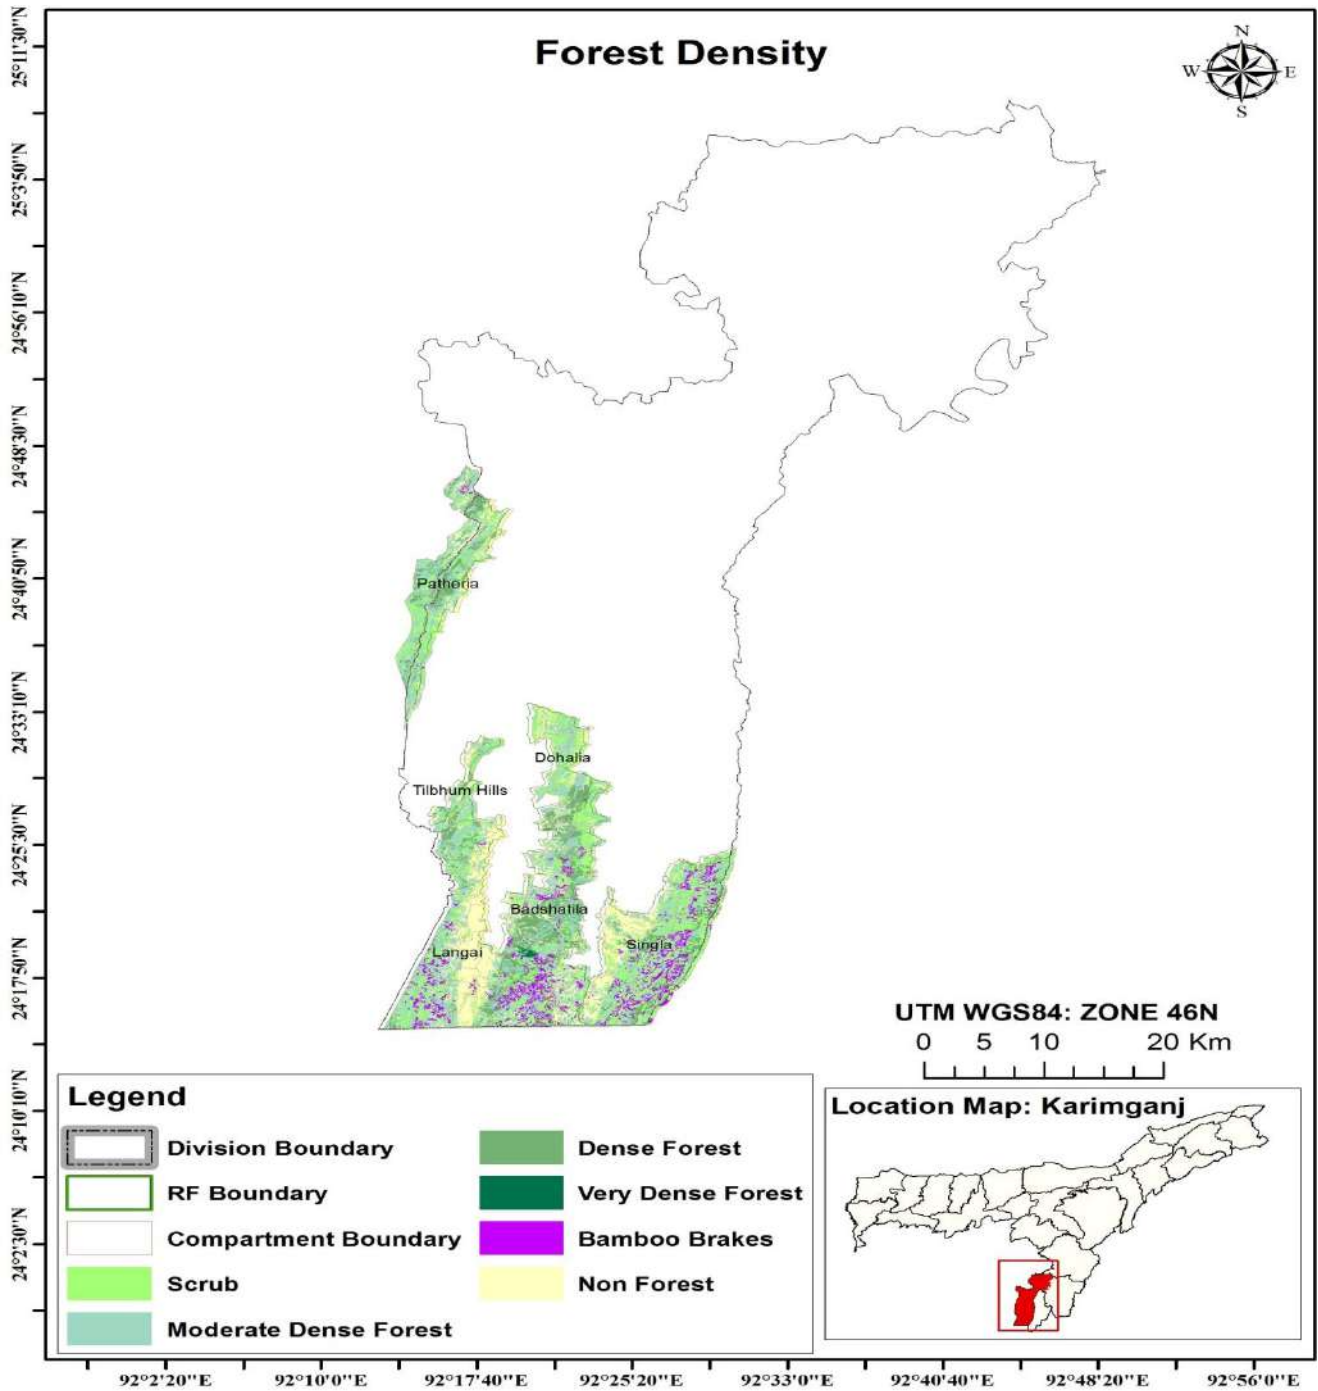 Forest Density
N
W E
S
25°11'30"N
25°3'50"N
24°56'10"N
24°48'30"N
24°40'50"N
24°33'10"N
24°25'30"N
24°17'50"N
24°10'10"N
24°2'30"N
Patheria
Dohalia
Tilbhum Hills
Badshatila
Singla
Langai
UTM WGS84: ZONE 46N
0 5 10 20 Km
Legend
Division Boundary
RF Boundary
Compartment Boundary
Scrub
Moderate Dense Forest
Dense Forest
Very Dense Forest
Bamboo Brakes
Non Forest
Location Map: Karimganj
92°2'20"E 92°10'0"E 92°17'40"E 92°25'20"E 92°33'0"E 92°40'40"E 92°48'20"E 92°56'0"E